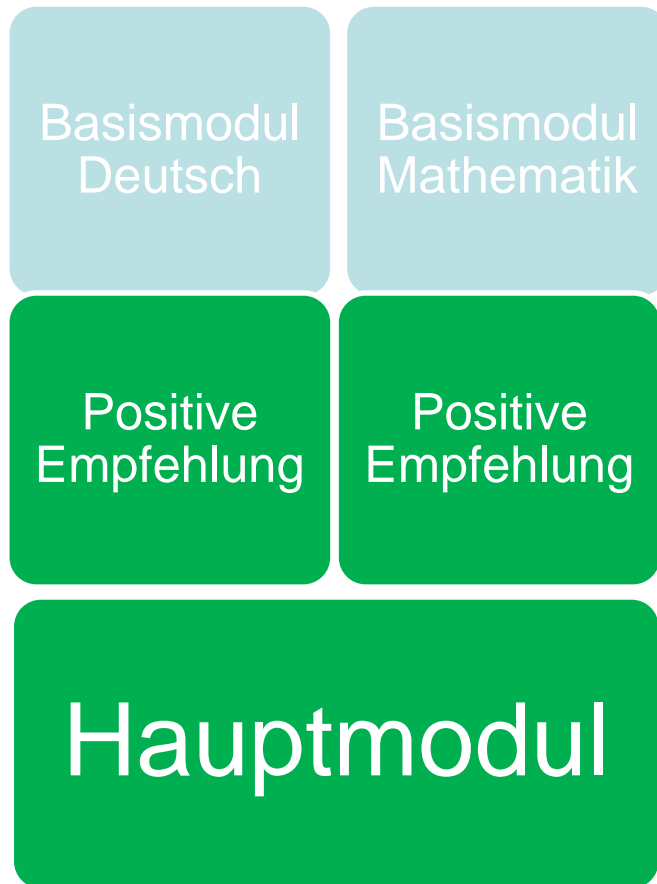 Basismodul
Deutsch
Basismodul
Mathematik
Positive
Empfehlung
Positive
Empfehlung
Hauptmodul